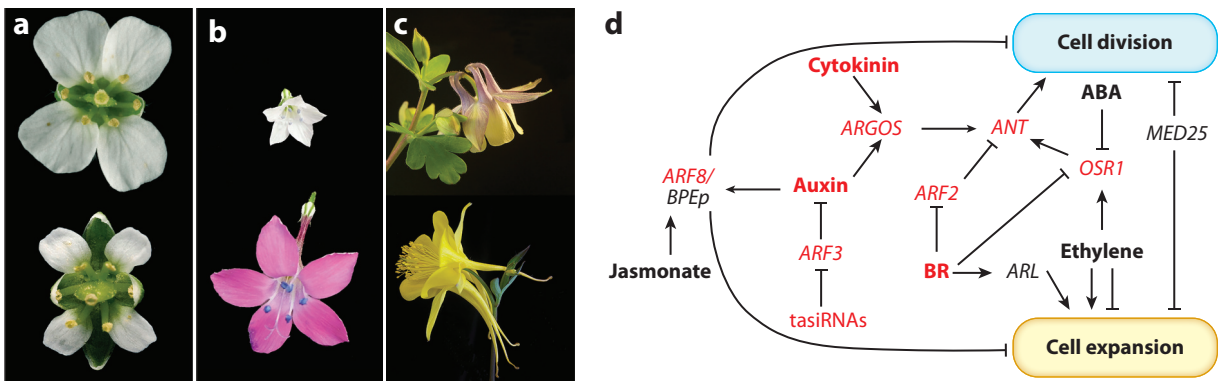 a
b
c
d
Cell division
Cytokinin
ABA
ARGOS
ANT
MED25
OSR1
ARF8/
BPEp
Auxin
ARF2
ARF3
Jasmonate
BR
ARL
Ethylene
tasiRNAs
Cell expansion